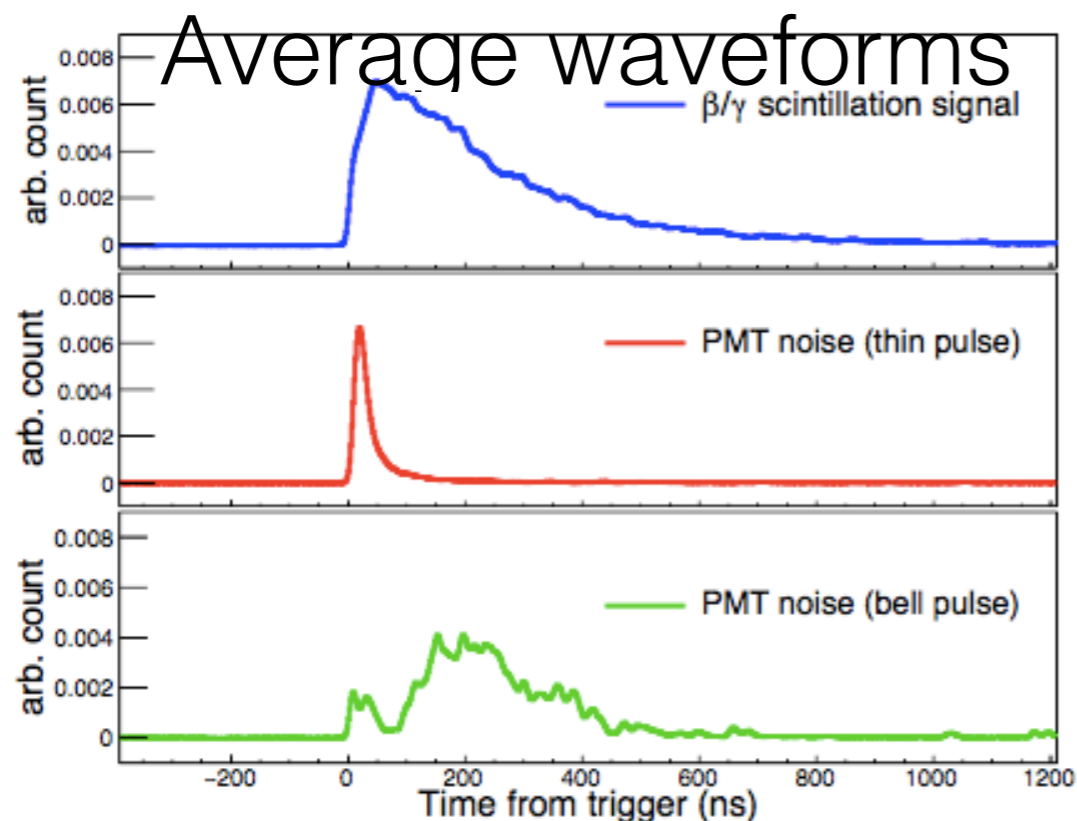 Average waveforms
0.008
0.006
0.004
0.002
0
arb. count
β/γ scintillation signal
0.008
0.006
0.004
0.002
0
arb. count
PMT noise (thin pulse)
0.008
0.006
0.004
0.002
0
arb. count
PMT noise (bell pulse)
−200 0 200 400 600 800 1000 1200
Time from trigger (ns)